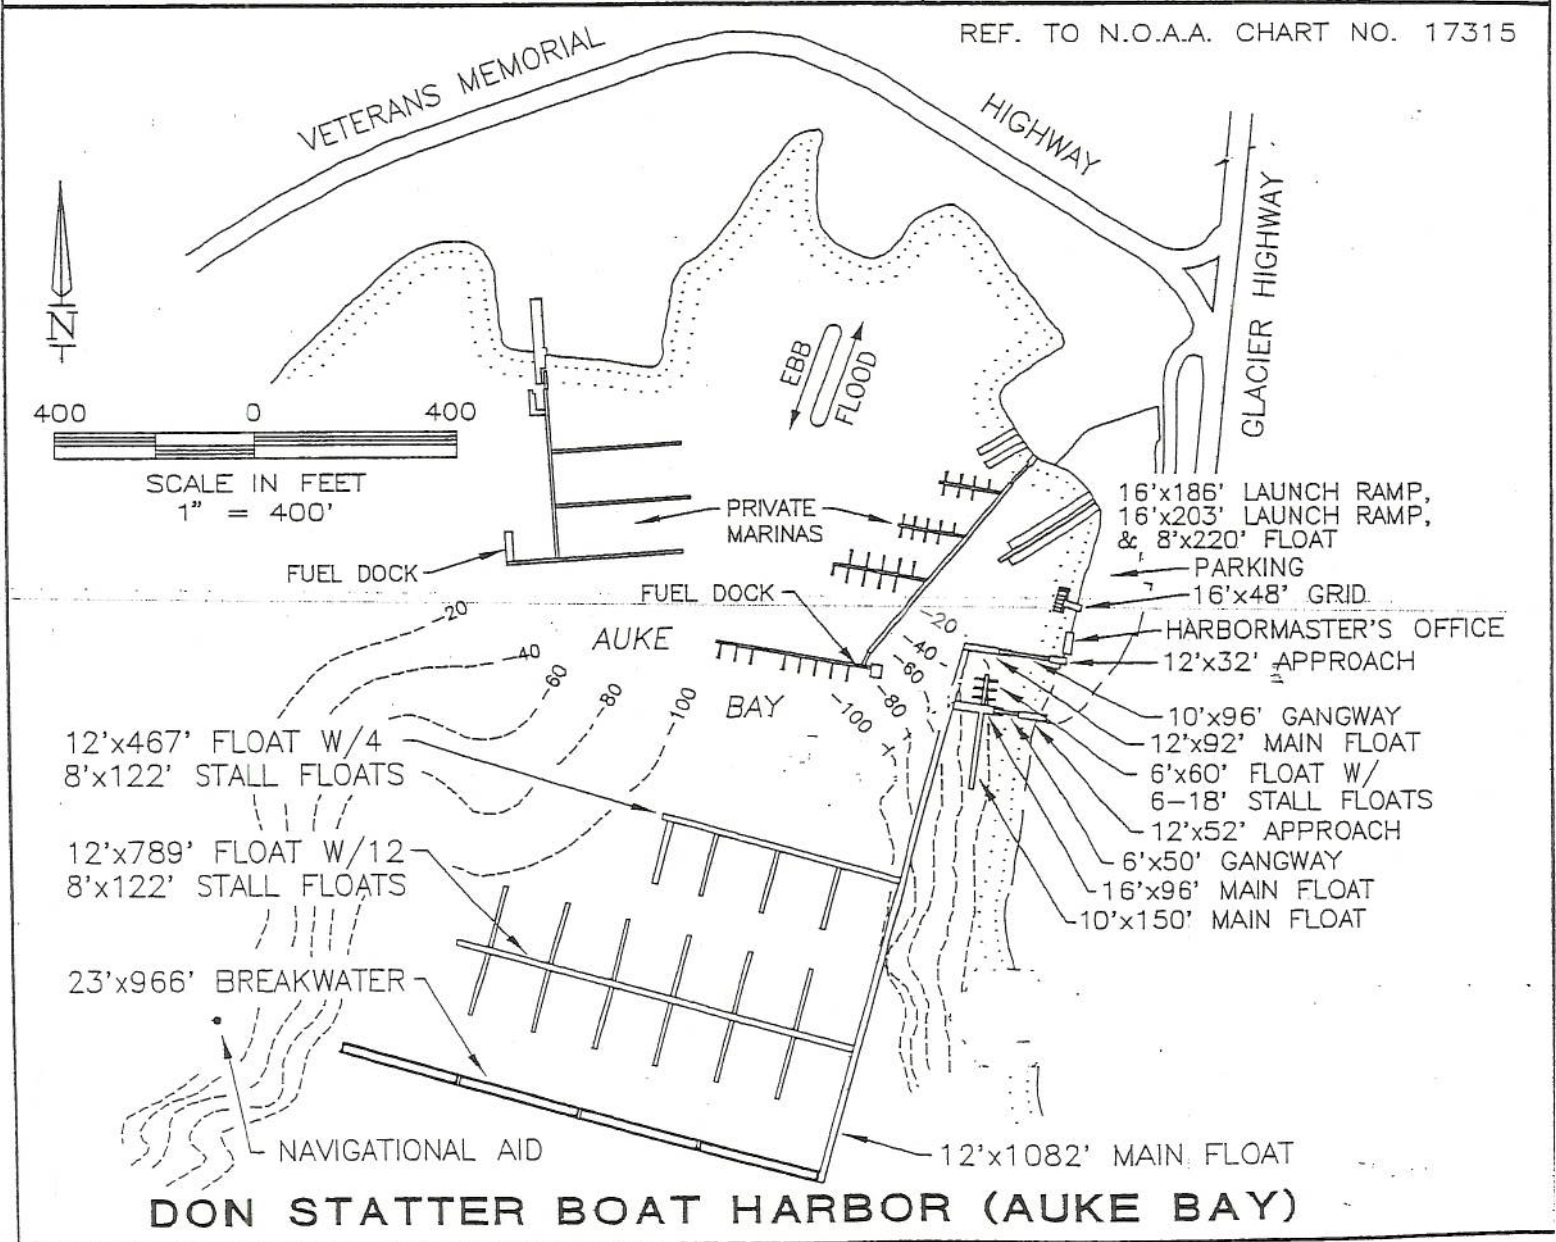 REF. TO N.O.A.A. CHART NO. 17315
VETERANS MEMORIAL
HIGHWAY
GLACIER HIGHWAY
N
EBB
FLOOD
400 0 400
SCALE IN FEET
1" = 400'
PRIVATE
MARINAS
FUEL DOCK
FUEL DOCK
16'x186' LAUNCH RAMP,
16'x203' LAUNCH RAMP,
& 8'x220' FLOAT
PARKING
16'x48' GRID
HARBORMASTER'S OFFICE
12'x32' APPROACH
10'x96' GANGWAY
12'x92' MAIN FLOAT
6'x60' FLOAT W/
6-18' STALL FLOATS
12'x52' APPROACH
6'x50' GANGWAY
16'x96' MAIN FLOAT
10'x150' MAIN FLOAT
AUKE
BAY
-20
-40
-60
-80
-100
-20
-40
-60
-80
-100
12'x467' FLOAT W/4
8'x122' STALL FLOATS
12'x789' FLOAT W/12
8'x122' STALL FLOATS
23'x966' BREAKWATER
NAVIGATIONAL AID
12'x1082' MAIN FLOAT
DON STATTER BOAT HARBOR (AUKE BAY)